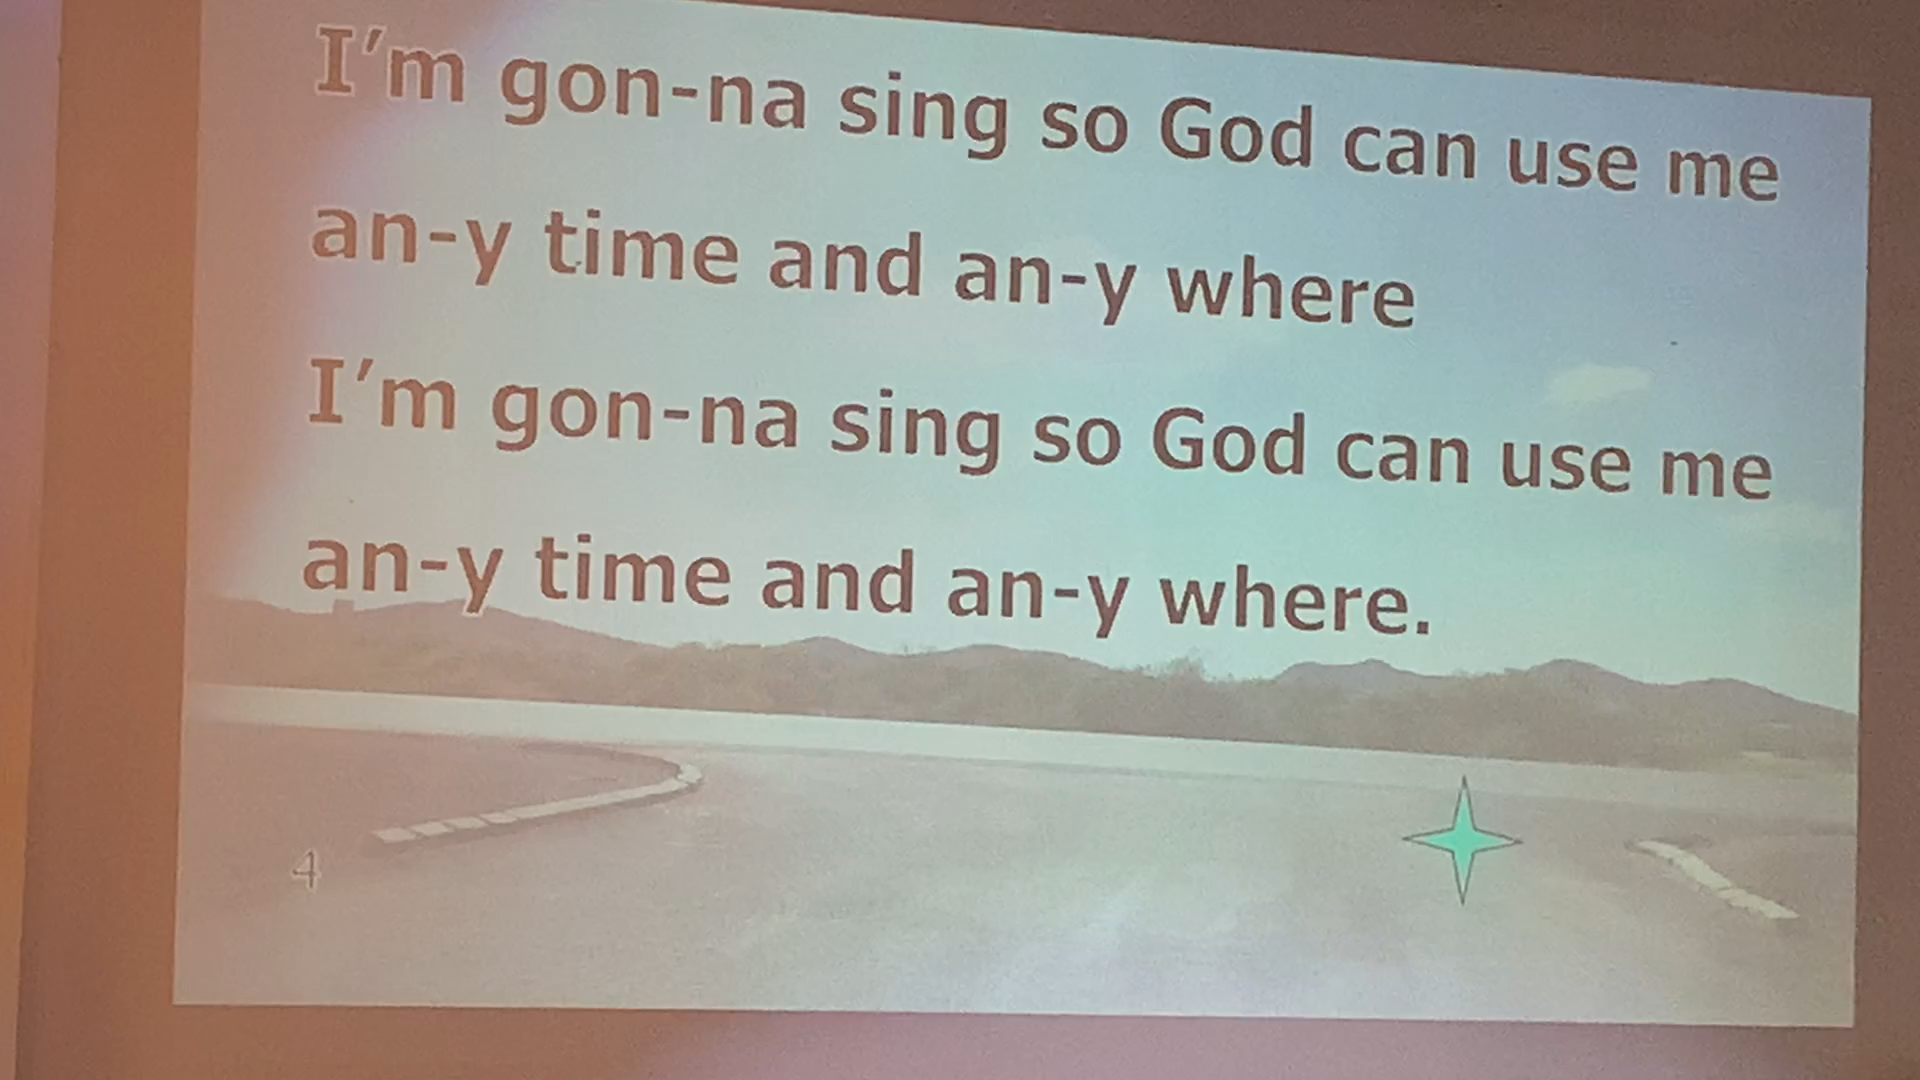 I'm gon-na sing so God can use me
an-y time and an-y where
I'm gon-na sing so God can use me
an-y time and an-y where.
4